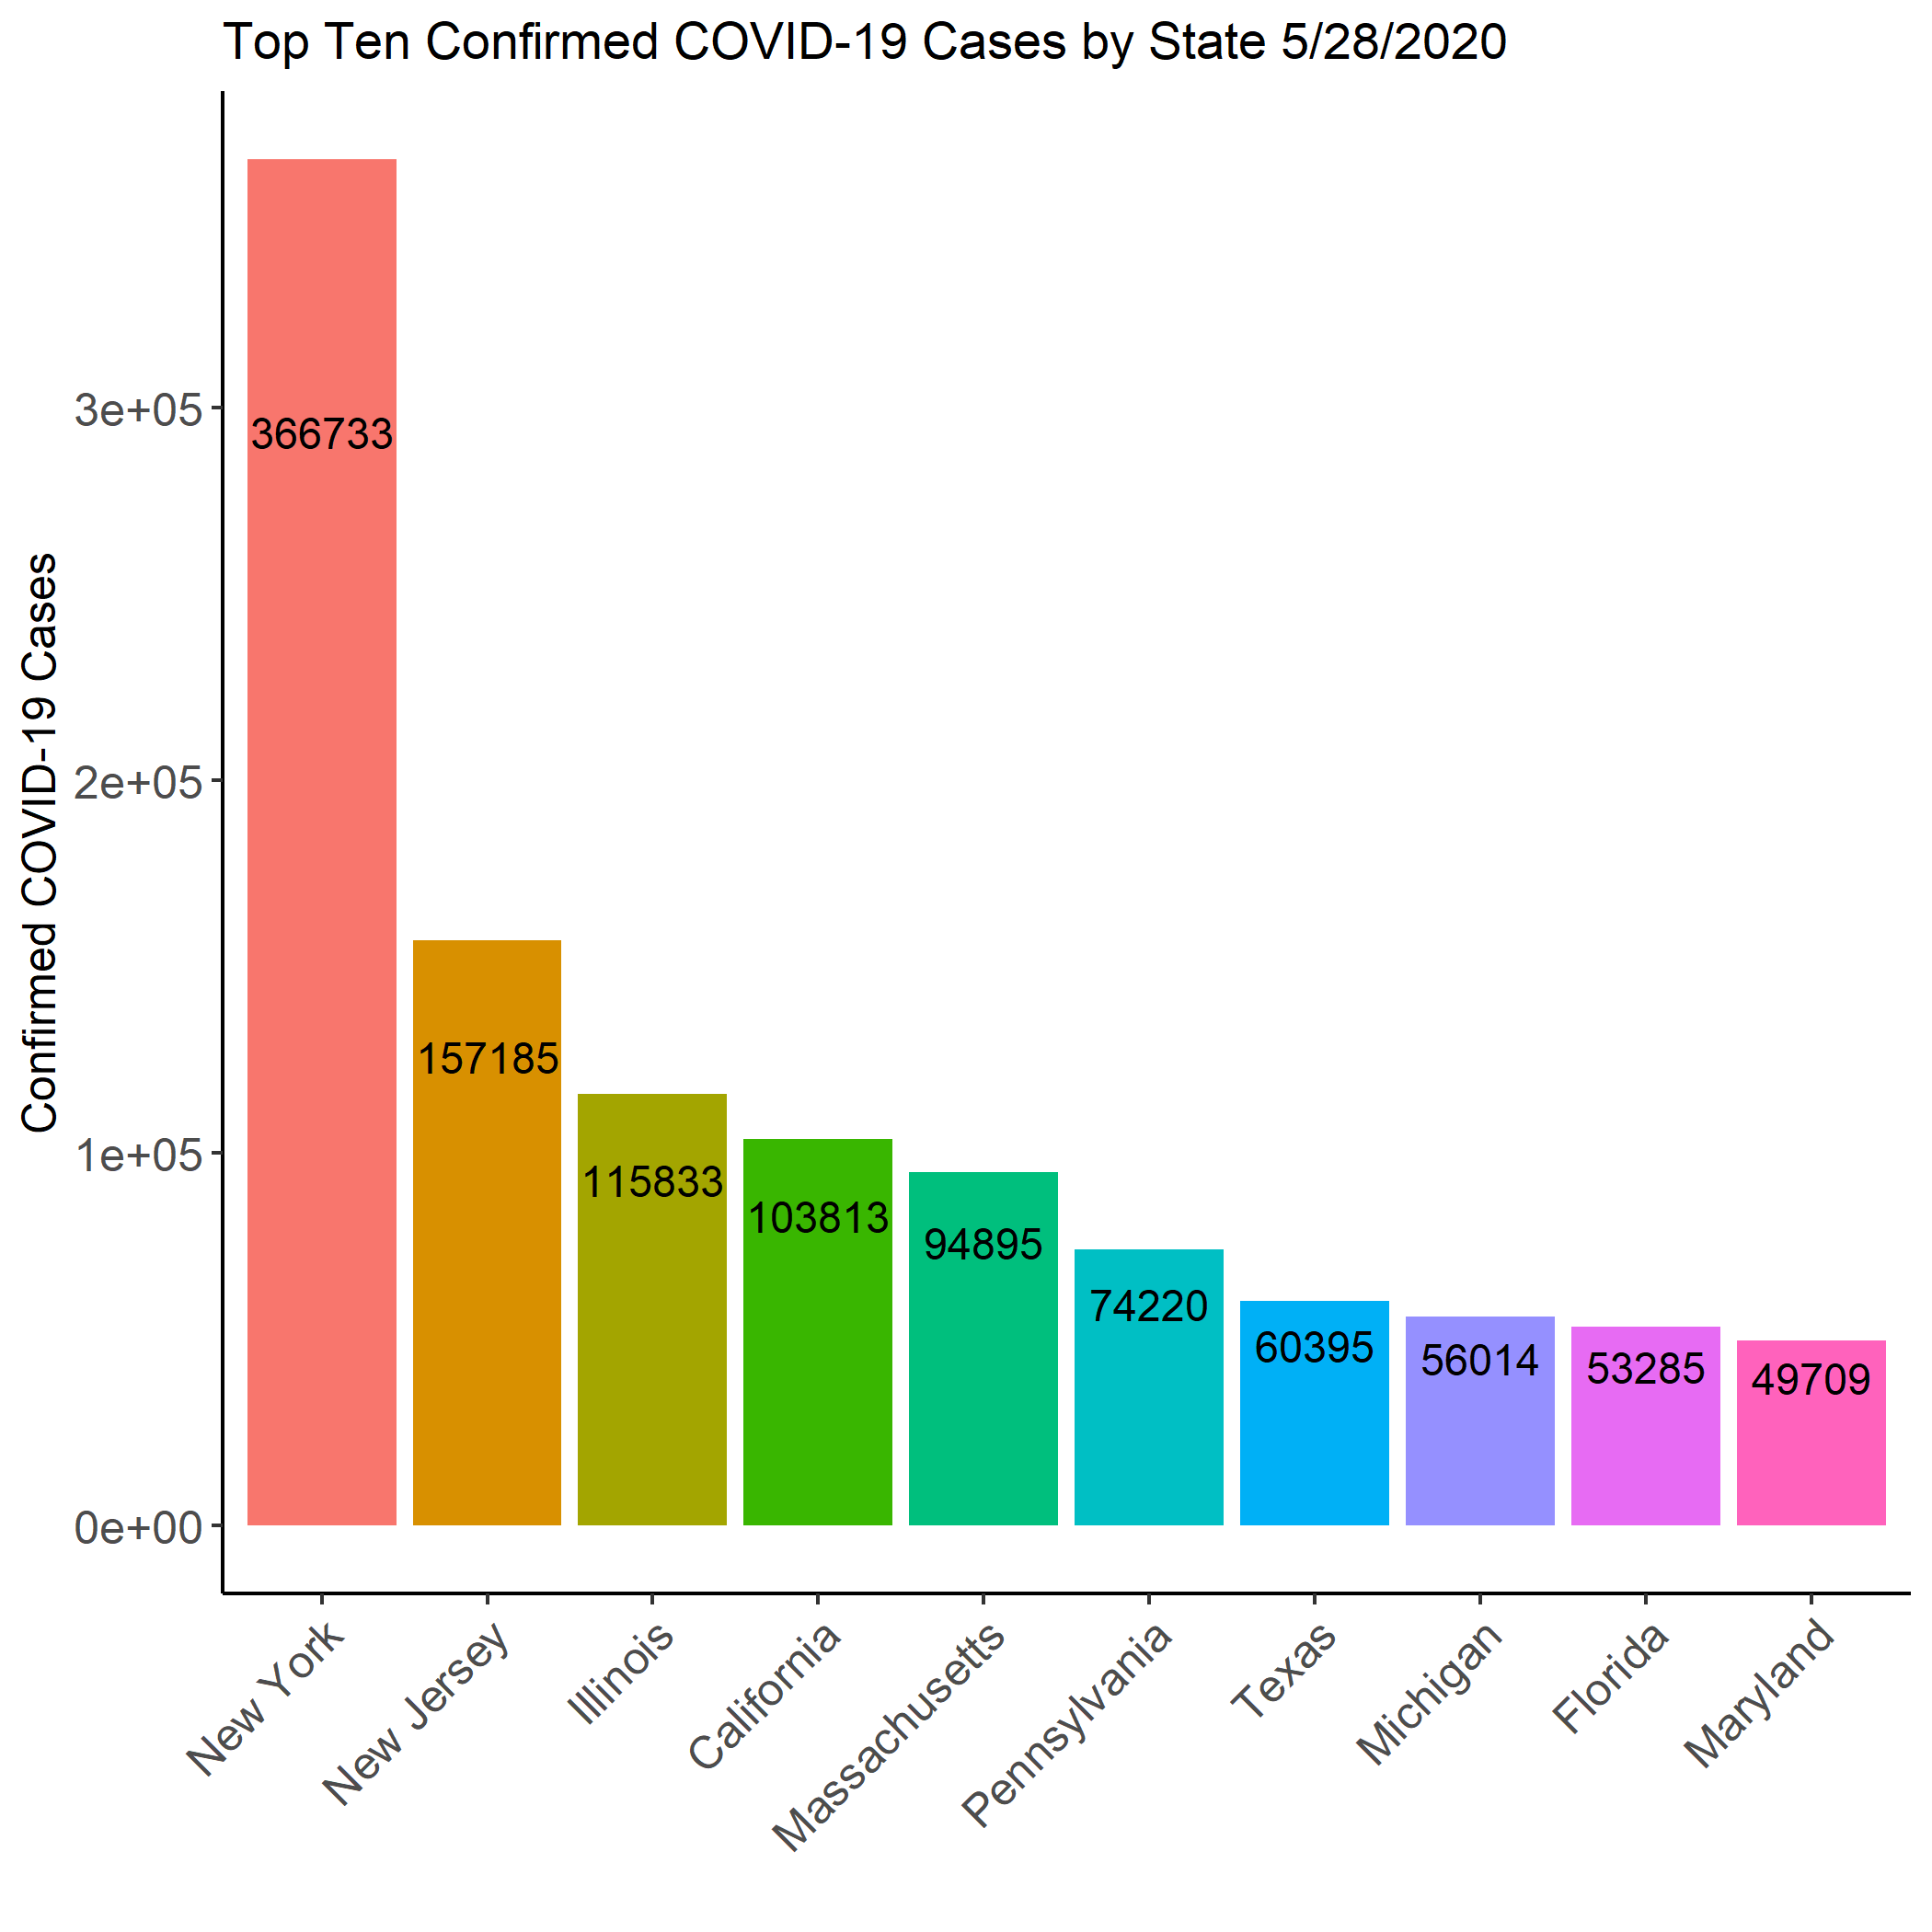 Top Ten Confirmed COVID-19 Cases by State 5/28/2020
Confirmed COVID-19 Cases
3e+05
2e+05
1e+05
0e+00
366733
157185
115833
103813
94895
74220
60395
56014
53285
49709
New York
New Jersey
Illinois
California
Massachusetts
Pennsylvania
Texas
Michigan
Florida
Maryland